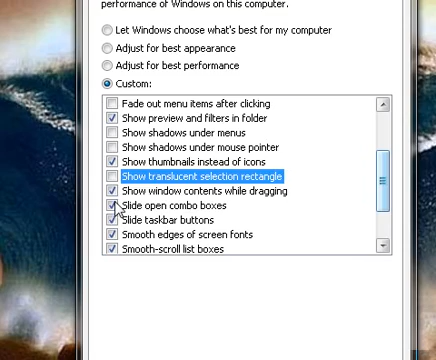 performance of Windows on this computer.
Let Windows choose what's best for my computer
Adjust for best appearance
Adjust for best performance
Custom:
Fade out menu items after clicking
Show preview and filters in folder
Show shadows under menus
Show shadows under mouse pointer
Show thumbnails instead of icons
Show translucent selection rectangle
Show window contents while dragging
Slide open combo boxes
Slide taskbar buttons
Smooth edges of screen fonts
Smooth-scroll list boxes